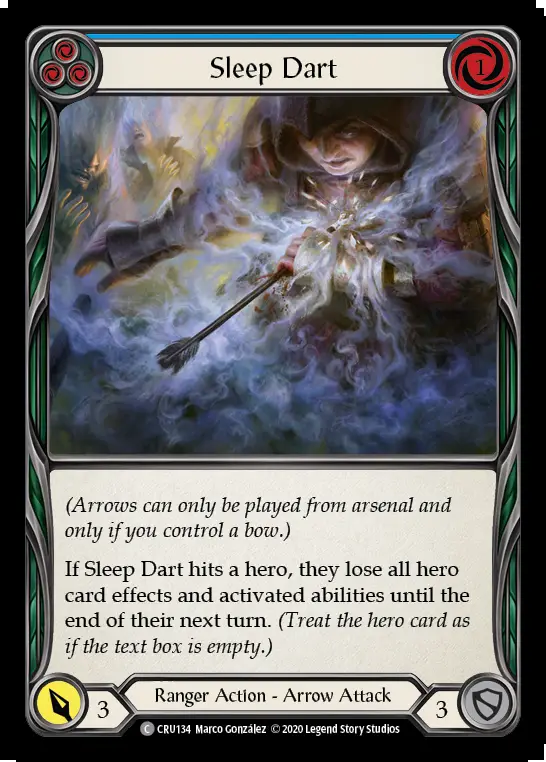 Sleep Dart
1
(Arrows can only be played from arsenal and
only if you control a bow.)
If Sleep Dart hits a hero, they lose all hero
card effects and activated abilities until the
end of their next turn. (Treat the hero card as
if the text box is empty.)
3
Ranger Action - Arrow Attack
3
C CRU134 Marco González © 2020 Legend Story Studios